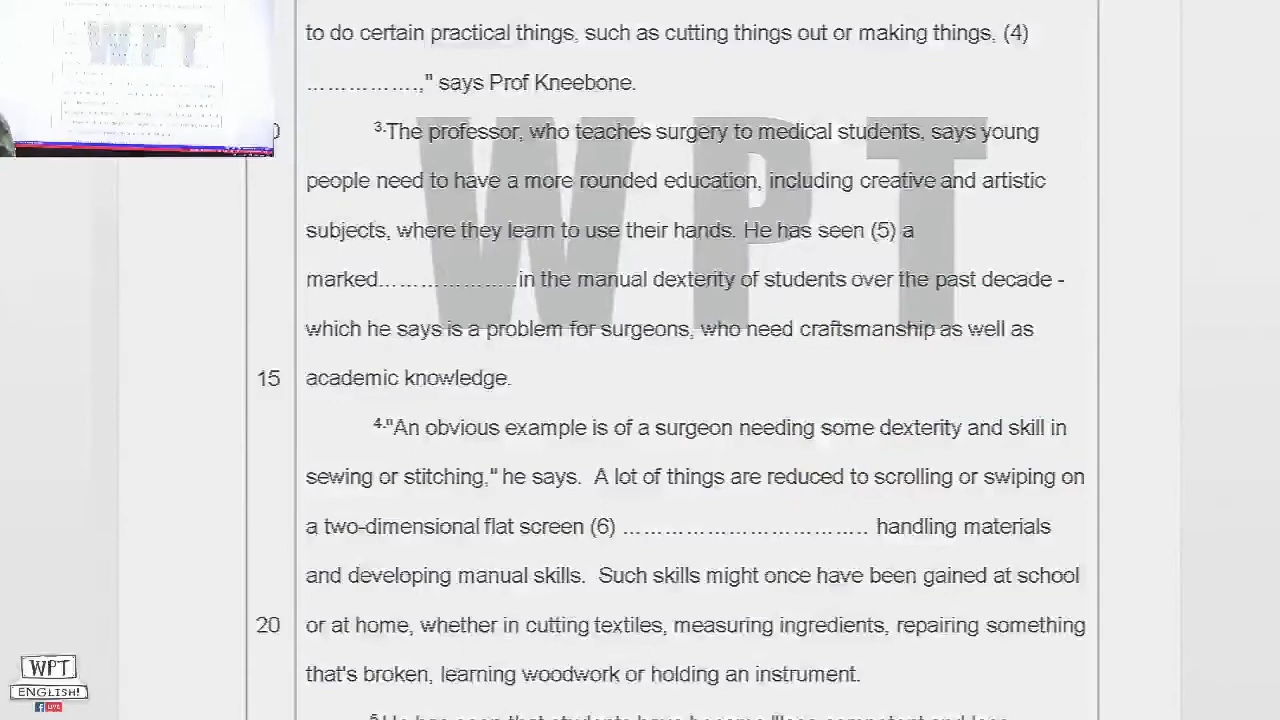 to do certain practical things, such as cutting things out or making things, (4)
……………….," says Prof Kneebone.
3.The professor, who teaches surgery to medical students, says young
people need to have a more rounded education, including creative and artistic
subjects, where they learn to use their hands. He has seen (5) a
marked………………….in the manual dexterity of students over the past decade -
which he says is a problem for surgeons, who need craftsmanship as well as
15 academic knowledge.
4."An obvious example is of a surgeon needing some dexterity and skill in
sewing or stitching," he says. A lot of things are reduced to scrolling or swiping on
a two-dimensional flat screen (6) ……………………………….. handling materials
and developing manual skills. Such skills might once have been gained at school
20 or at home, whether in cutting textiles, measuring ingredients, repairing something
that's broken, learning woodwork or holding an instrument.
WPT
WPT
WPT
ENGLISH!
LIVE